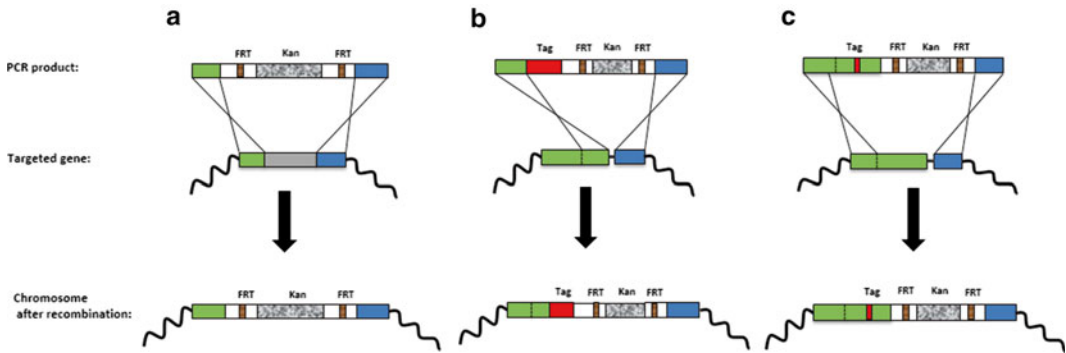 a
b
c
FRT Kan FRT
Tag FRT Kan FRT
Tag FRT Kan FRT
PCR product:
Targeted gene:
FRT Kan FRT
Tag FRT Kan FRT
Tag FRT Kan FRT
Chromosome
after recombination: